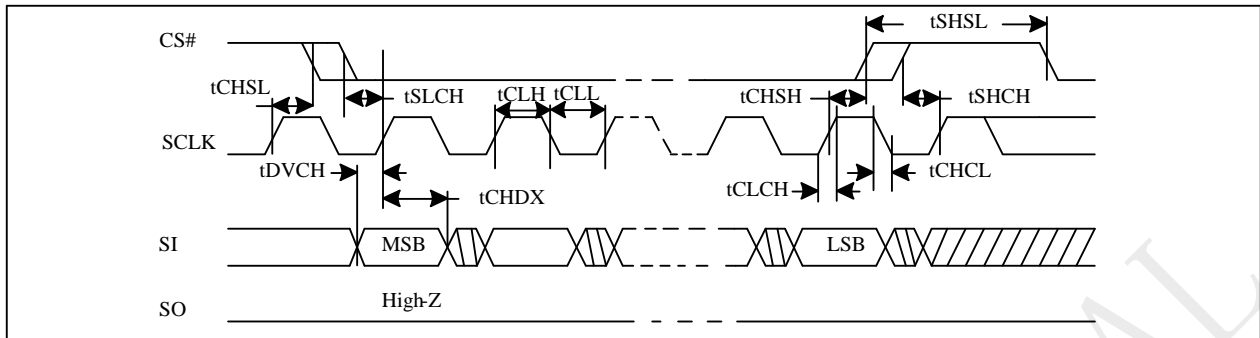 tSHSL
CS#
tCHSL
tSLCH
tCLH
tCLL
tCHSH
tSHCH
SCLK
tDVCH
tCHDX
tCLCH
tCHCL
SI
MSB
LSB
SO
High-Z